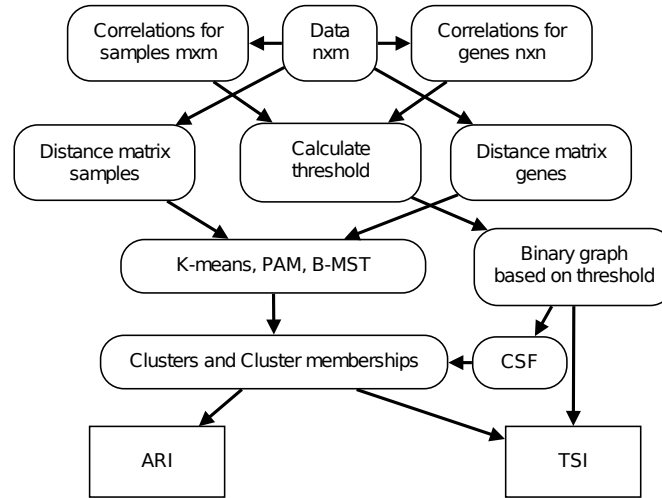 Correlations for
samples mxm
Data
nxm
Correlations for
genes nxn
Distance matrix
samples
Calculate
threshold
Distance matrix
genes
K-means, PAM, B-MST
Binary graph
based on threshold
Clusters and Cluster memberships
CSF
ARI
TSI